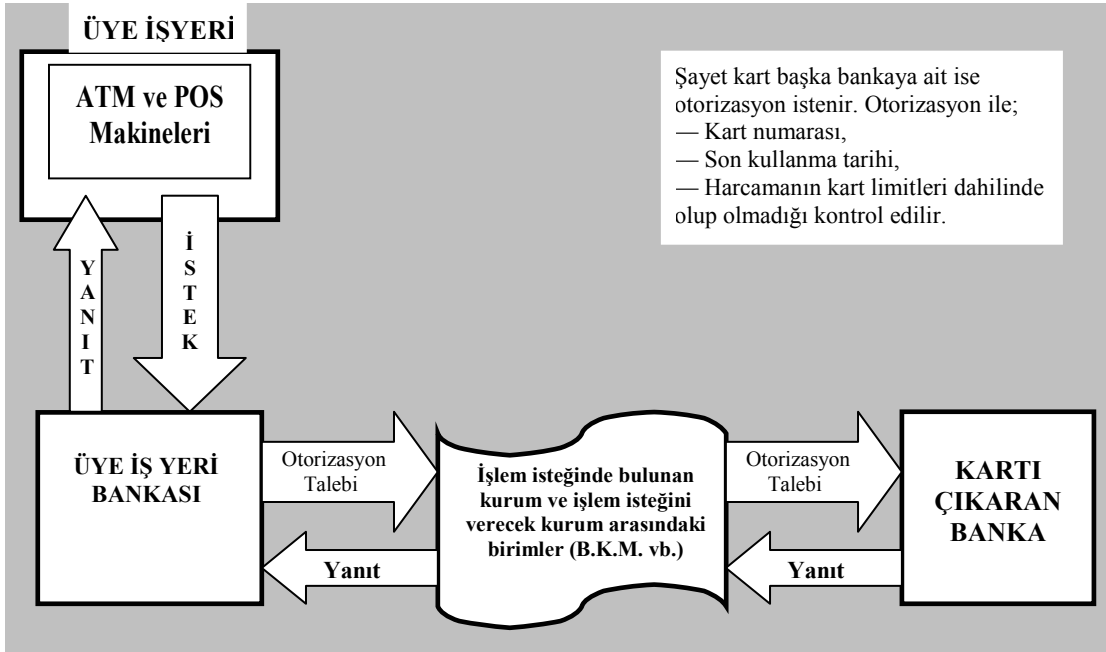 ÜYE İŞYERİ
ATM ve POS
Makineleri
Şayet kart başka bankaya ait ise
otorizasyon istenir. Otorizasyon ile;
— Kart numarası,
— Son kullanma tarihi,
— Harcamanın kart limitleri dahilinde
olup olmadığı kontrol edilir.
YANIT
İSTEK
ÜYE İŞ YERİ
BANKASI
Otorizasyon
Talebi
Yanıt
İşlem isteğinde bulunan
kurum ve işlem isteğini
verecek kurum arasındaki
birimler (B.K.M. vb.)
Otorizasyon
Talebi
Yanıt
KARTI
ÇIKARAN
BANKA